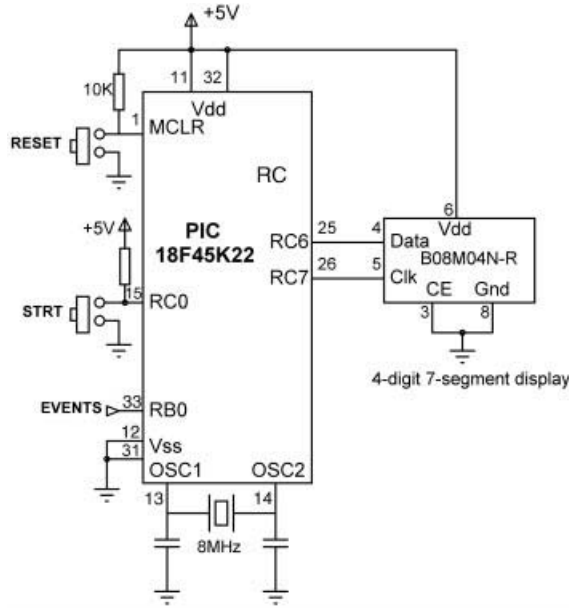 +5V
11
32
10K
Vdd
1
MCLR
RESET
RC
6
+5V
PIC
18F45K22
25
4
Vdd
RC6
Data
B08M04N-R
26
5
RC7
Clk
CE
Gnd
15
RC0
STRT
3
8
4-digit 7-segment display
EVENTS
33
RB0
12
Vss
31
OSC1
OSC2
13
14
8MHz